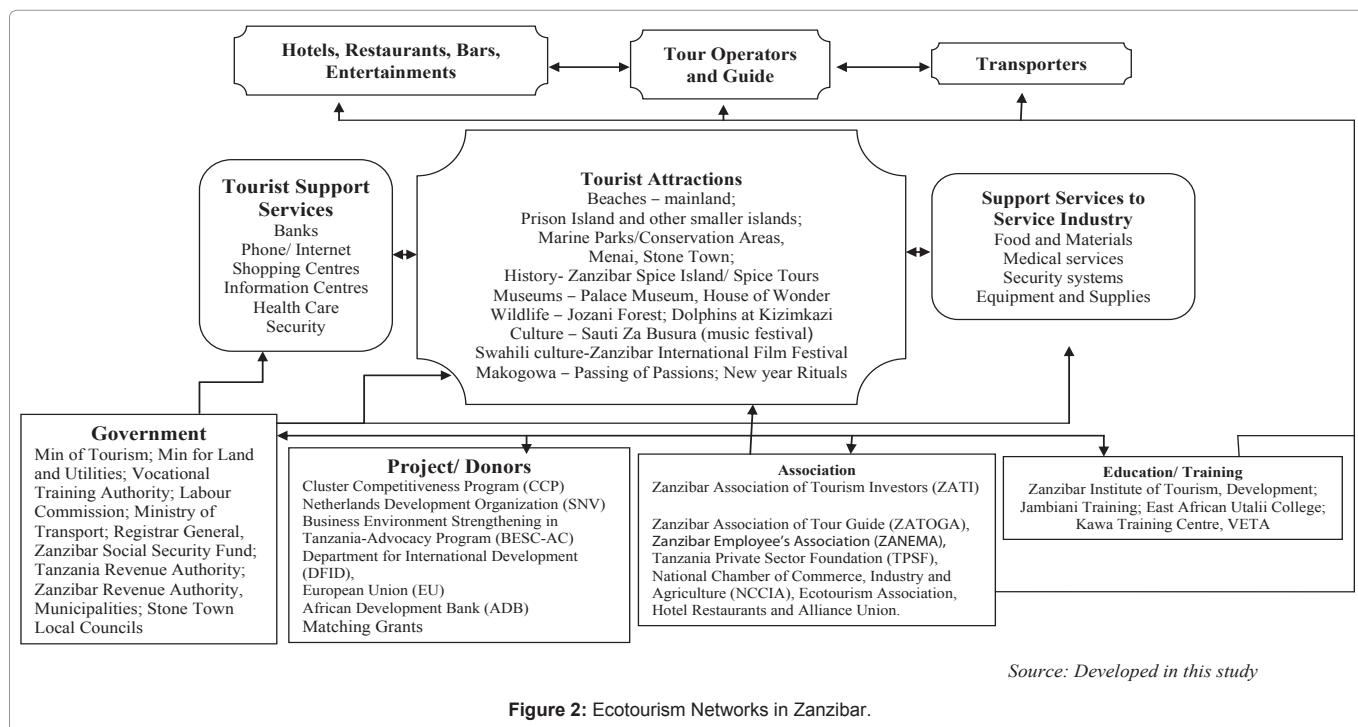 Hotels, Restaurants, Bars,
Entertainments
Tour Operators
and Guide
Transporters
Tourist Support
Services
Banks
Phone/ Internet
Shopping Centres
Information Centres
Health Care
Security
Tourist Attractions
Beaches – mainland;
Prison Island and other smaller islands;
Marine Parks/Conservation Areas,
Menai, Stone Town;
History- Zanzibar Spice Island/ Spice Tours
Museums – Palace Museum, House of Wonder
Wildlife – Jozani Forest; Dolphins at Kizimkazi
Culture – Sauti Za Busura (music festival)
Swahili culture-Zanzibar International Film Festival
Makogowa – Passing of Passions; New year Rituals
Support Services to
Service Industry
Food and Materials
Medical services
Security systems
Equipment and Supplies
Government
Min of Tourism; Min for Land
and Utilities; Vocational
Training Authority; Labour
Commission; Ministry of
Transport; Registrar General,
Zanzibar Social Security Fund;
Tanzania Revenue Authority;
Zanzibar Revenue Authority,
Municipalities; Stone Town
Local Councils
Project/ Donors
Cluster Competitiveness Program (CCP)
Netherlands Development Organization (SNV)
Business Environment Strengthening in
Tanzania-Advocacy Program (BESC-AC)
Department for International Development
(DFID),
European Union (EU)
African Development Bank (ADB)
Matching Grants
Association
Zanzibar Association of Tourism Investors (ZATI)
Zanzibar Association of Tour Guide (ZATOGA),
Zanzibar Employee's Association (ZANEMA),
Tanzania Private Sector Foundation (TPSF),
National Chamber of Commerce, Industry and
Agriculture (NCCIA), Ecotourism Association,
Hotel Restaurants and Alliance Union.
Education/ Training
Zanzibar Institute of Tourism, Development;
Jambiani Training; East African Utalii College;
Kawa Training Centre, VETA
Source: Developed in this study
Figure 2: Ecotourism Networks in Zanzibar.